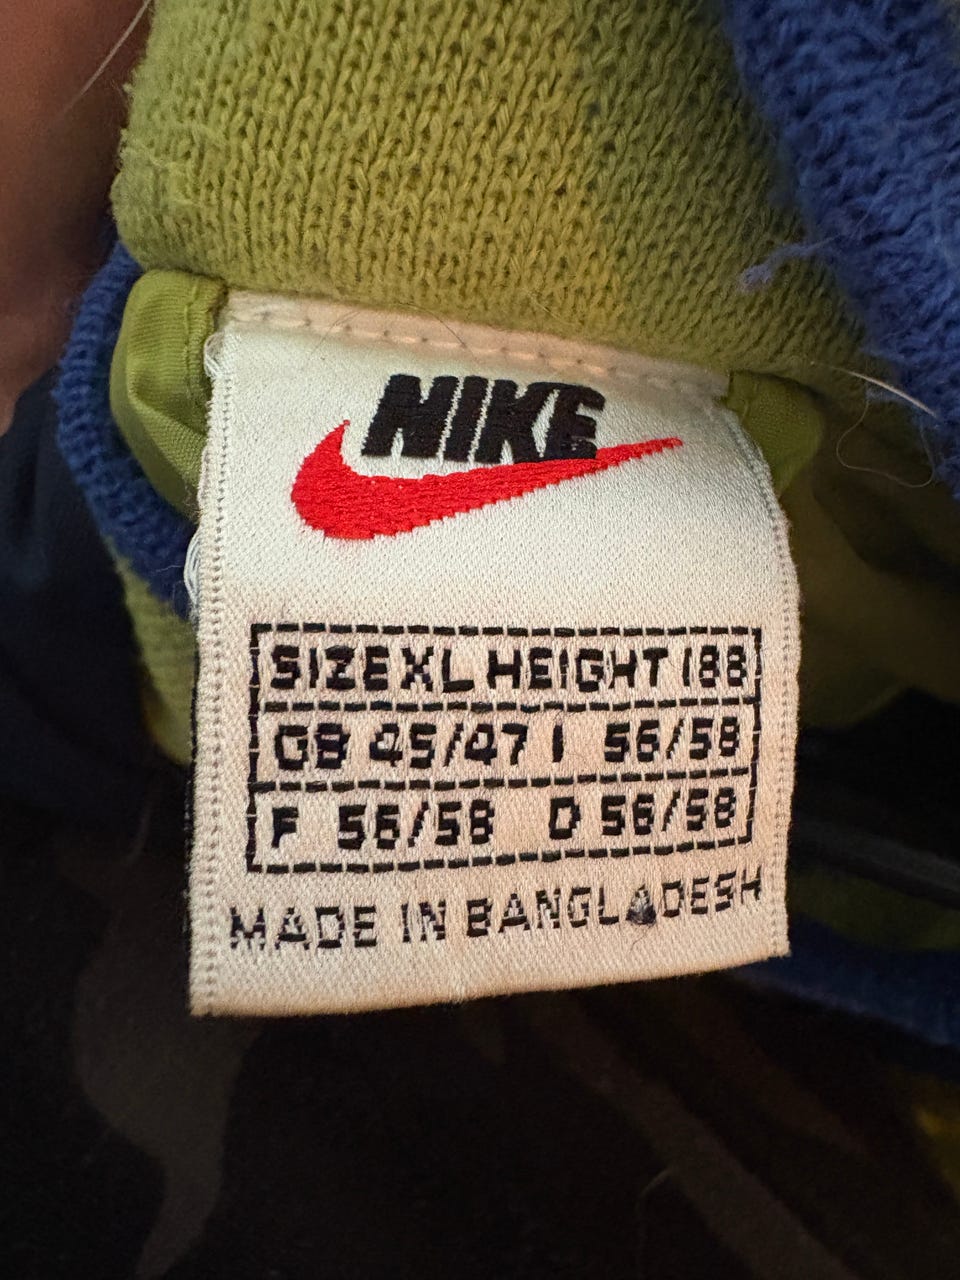 NIKE
SIZE XL HEIGHT 188
GB 45/47 I 56/58
F 56/58 D 56/58
MADE IN BANGLADESH